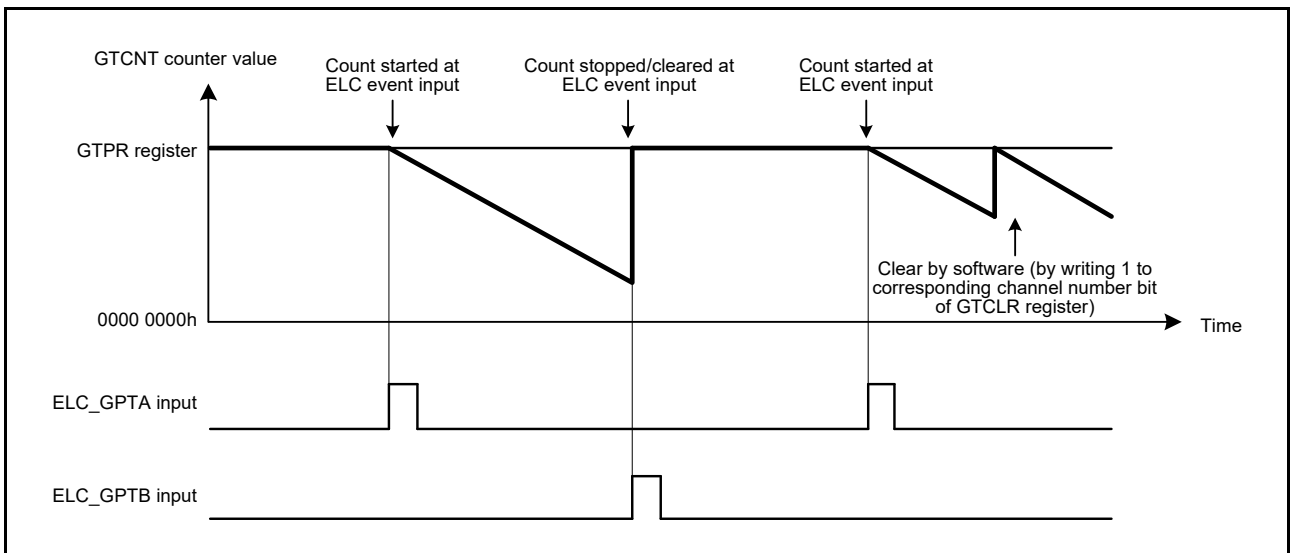 GTCNT counter value
Count started at
ELC event input
Count stopped/cleared at
ELC event input
Count started at
ELC event input
GTPR register
Clear by software (by writing 1 to
corresponding channel number bit
of GTCLR register)
0000 0000h
Time
ELC_GPTA input
ELC_GPTB input